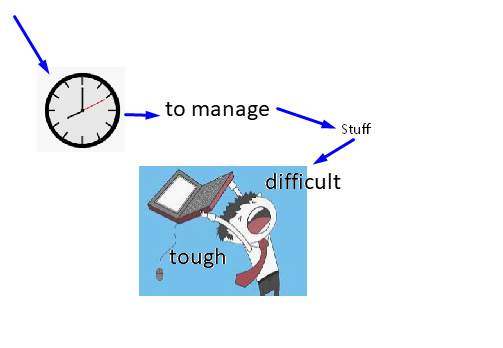 to manage
Stuff
difficult
tough